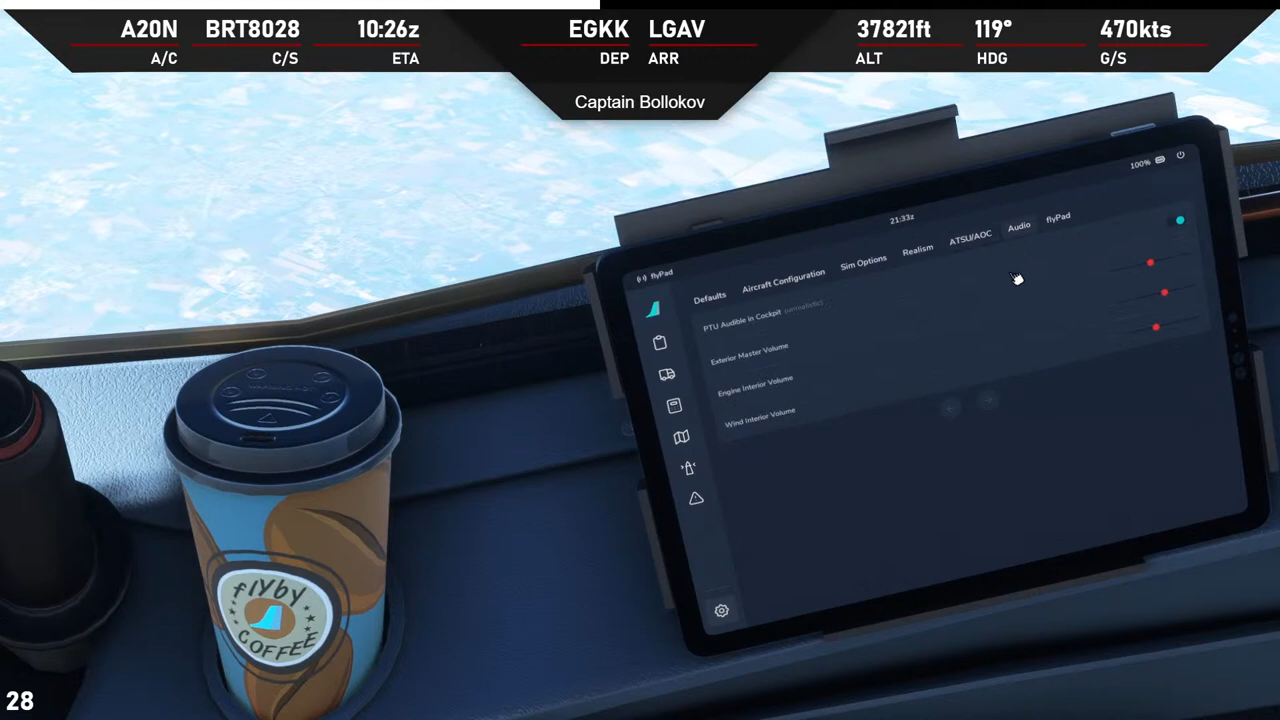 A20N BRT8028 10:26z EGKK LGAV 37821ft 119° 470kts
A/C C/S ETA DEP ARR ALT HDG G/S
Captain Bollokov
100%
21:33z
flyPad
Defaults Aircraft Configuration Sim Options Realism ATSU/AOC Audio flyPad
PTU Audible in Cockpit (unrealistic)
Exterior Master Volume
Engine Interior Volume
Wind Interior Volume
flyby
COFFEE
28